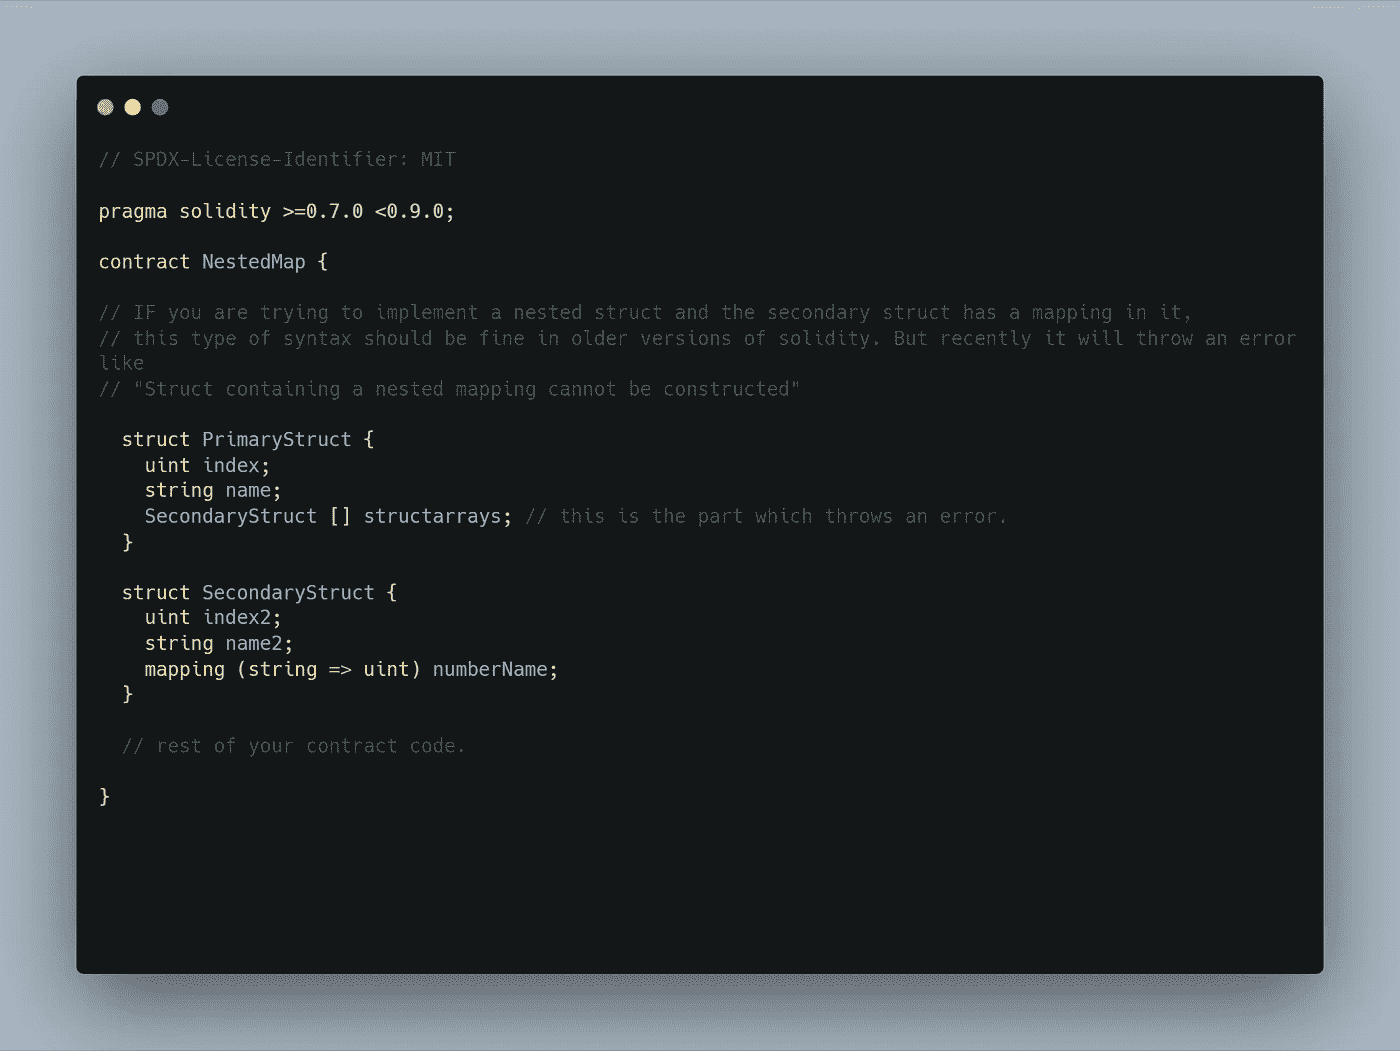 // SPDX-License-Identifier: MIT
pragma solidity >=0.7.0 <0.9.0;
contract NestedMap {
// IF you are trying to implement a nested struct and the secondary struct has a mapping in it,
// this type of syntax should be fine in older versions of solidity. But recently it will throw an error
like
// "Struct containing a nested mapping cannot be constructed"
struct PrimaryStruct {
uint index;
string name;
SecondaryStruct [] structarrays; // this is the part which throws an error.
}
struct SecondaryStruct {
uint index2;
string name2;
mapping (string => uint) numberName;
}
// rest of your contract code.
}